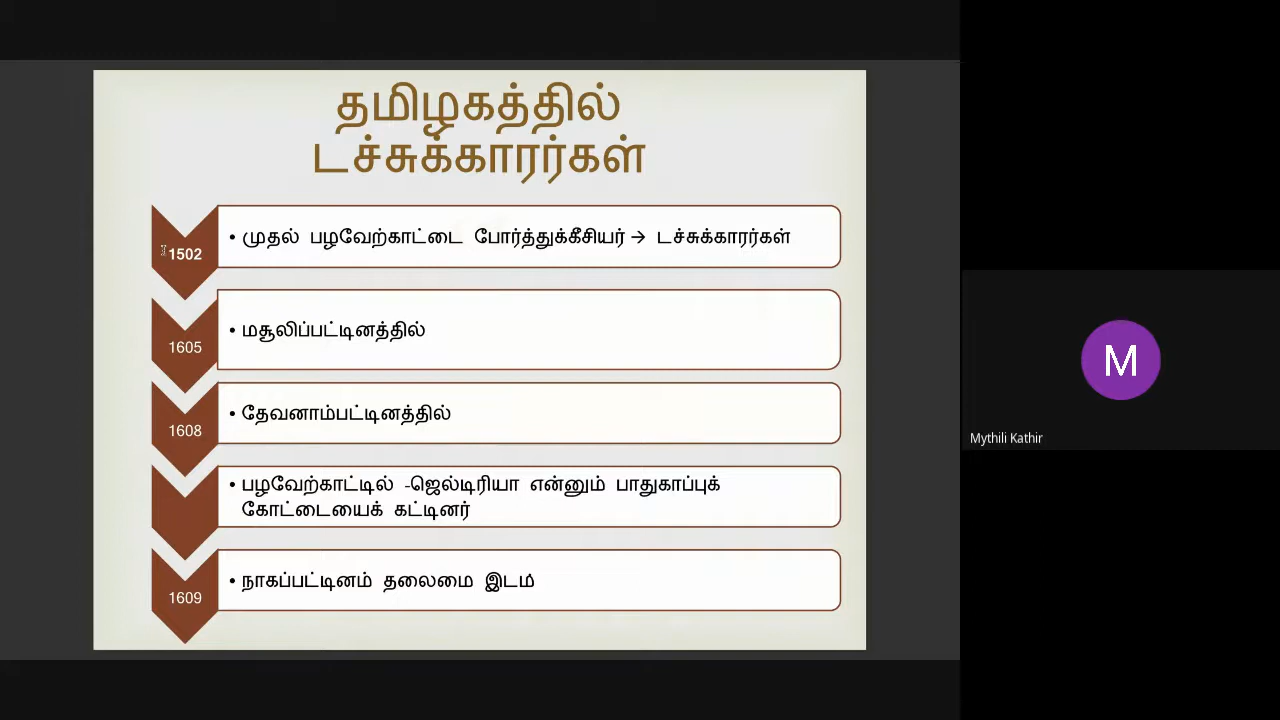 தமிழகத்தில்
டச்சுக்காரர்கள்
1502
• முதல் பழவேற்காட்டை போர்த்துக்கீசியர் → டச்சுக்காரர்கள்
1605
• மசூலிப்பட்டினத்தில்
1608
• தேவனாம்பட்டினத்தில்
• பழவேற்காட்டில் -ஜெல்டிரியா என்னும் பாதுகாப்புக்
கோட்டையைக் கட்டினர்
1609
• நாகப்பட்டினம் தலைமை இடம்
M
Mythili Kathir